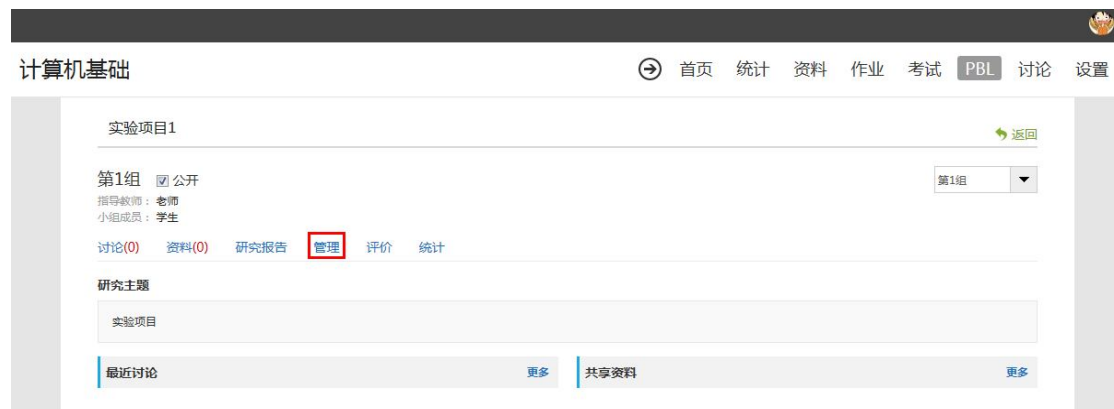 计算机基础 首页 统计 资料 作业 考试 PBL 讨论 设置
实验项目1 返回
第1组 公开 第1组
指导教师：老师
小组成员：学生
讨论(0) 资料(0) 研究报告 管理 评价 统计
研究主题
实验项目
最近讨论 更多 共享资料 更多